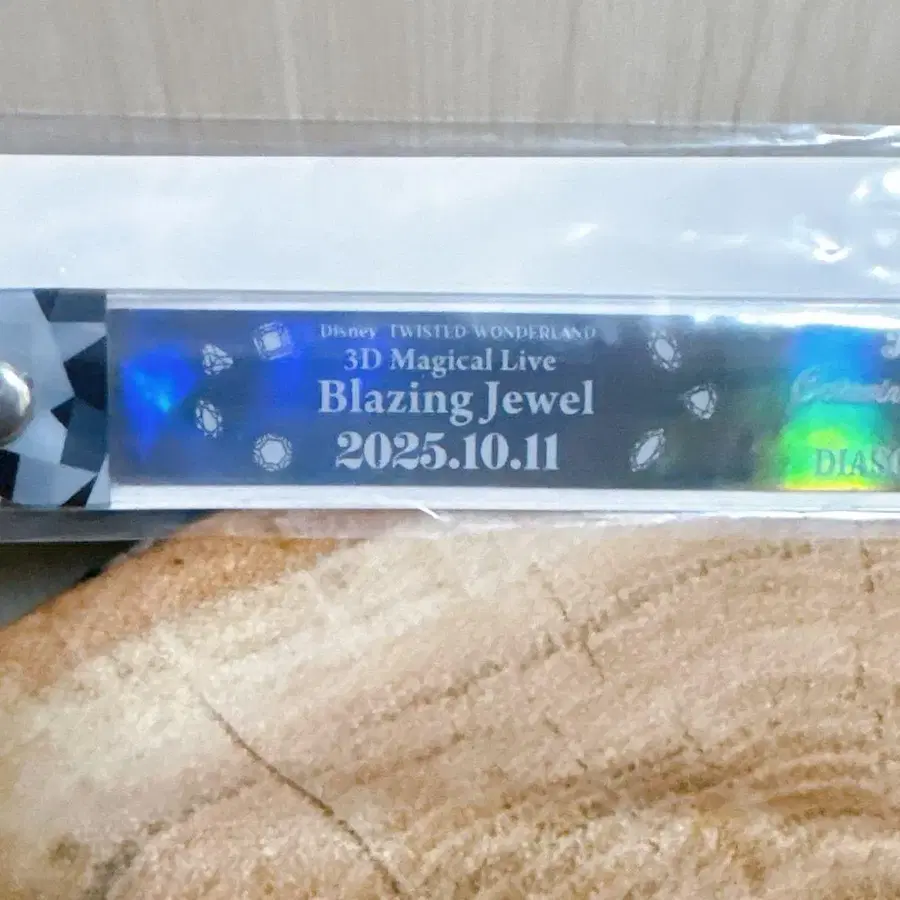 Disney TWISTED-WONDERLAND
3D Magical Live
Blazing Jewel
2025.10.11